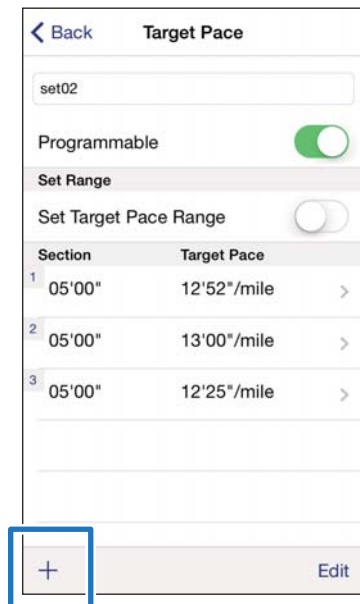 Back Target Pace
set02
Programmable
Set Range
Set Target Pace Range
Section Target Pace
1 05'00" 12'52"/mile >
2 05'00" 13'00"/mile >
3 05'00" 12'25"/mile >
+ Edit